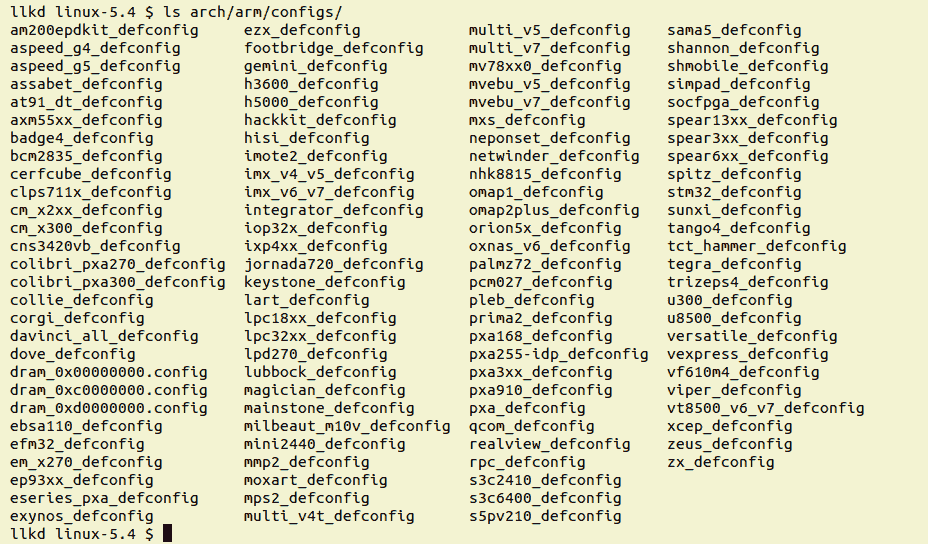 llkd linux-5.4 $ ls arch/arm/configs/
am200epdkit_defconfig ezx_defconfig multi_v5_defconfig sama5_defconfig
aspeed_g4_defconfig footbridge_defconfig multi_v7_defconfig shannon_defconfig
aspeed_g5_defconfig gemini_defconfig mv78xx0_defconfig shmobile_defconfig
assabet_defconfig h3600_defconfig mvebu_v5_defconfig simpad_defconfig
at91_dt_defconfig h5000_defconfig mvebu_v7_defconfig socfpga_defconfig
axm55xx_defconfig hackkit_defconfig mxs_defconfig spear13xx_defconfig
badge4_defconfig hisi_defconfig neponset_defconfig spear3xx_defconfig
bcm2835_defconfig imote2_defconfig netwinder_defconfig spear6xx_defconfig
cerfcube_defconfig imx_v4_v5_defconfig nhk8815_defconfig spitz_defconfig
clps711x_defconfig imx_v6_v7_defconfig omap1_defconfig stm32_defconfig
cm_x2xx_defconfig integrator_defconfig omap2plus_defconfig sunxi_defconfig
cm_x300_defconfig iop32x_defconfig orion5x_defconfig tango4_defconfig
cns3420vb_defconfig ixp4xx_defconfig oxnas_v6_defconfig tct_hammer_defconfig
colibri_pxa270_defconfig jornada720_defconfig palmz72_defconfig tegra_defconfig
colibri_pxa300_defconfig keystone_defconfig pcm027_defconfig trizeps4_defconfig
collie_defconfig lart_defconfig pleb_defconfig u300_defconfig
corgi_defconfig lpc18xx_defconfig prima2_defconfig u8500_defconfig
davinci_all_defconfig lpc32xx_defconfig pxa168_defconfig versatile_defconfig
dove_defconfig lpd270_defconfig pxa255-idp_defconfig vexpress_defconfig
dram_0x00000000.config lubbock_defconfig pxa3xx_defconfig vf610m4_defconfig
dram_0xc0000000.config magician_defconfig pxa910_defconfig viper_defconfig
dram_0xd0000000.config mainstone_defconfig pxa_defconfig vt8500_v6_v7_defconfig
ebsa110_defconfig milbeaut_m10v_defconfig qcom_defconfig xcep_defconfig
efm32_defconfig mini2440_defconfig realview_defconfig zeus_defconfig
em_x270_defconfig mmp2_defconfig rpc_defconfig zx_defconfig
ep93xx_defconfig moxart_defconfig s3c2410_defconfig
eseries_pxa_defconfig mps2_defconfig s3c6400_defconfig
exynos_defconfig multi_v4t_defconfig s5pv210_defconfig
llkd linux-5.4 $